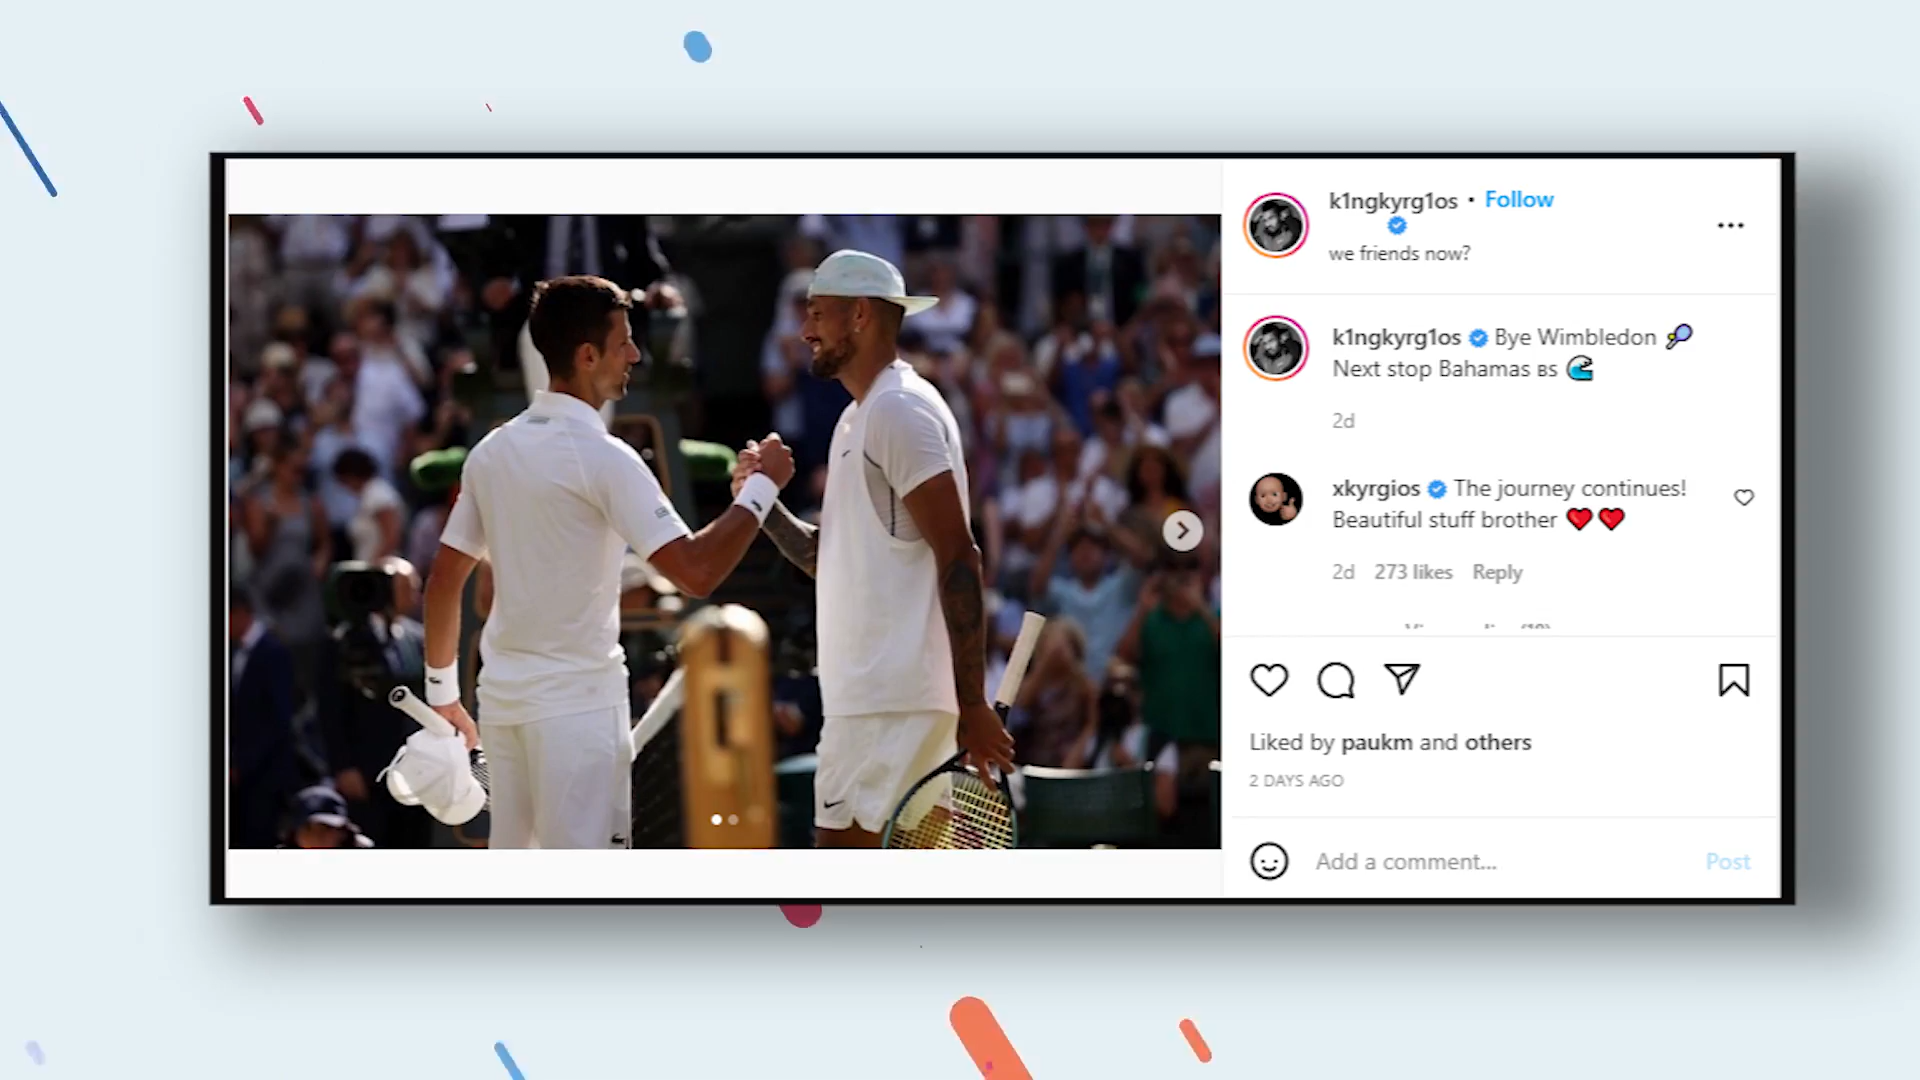 k1ngkyrg1os • Follow
we friends now?
k1ngkyrg1os Bye Wimbledon
Next stop Bahamas BS
2d
xkyrgios The journey continues!
Beautiful stuff brother
2d 273 likes Reply
Liked by paukm and others
2 DAYS AGO
Add a comment... Post